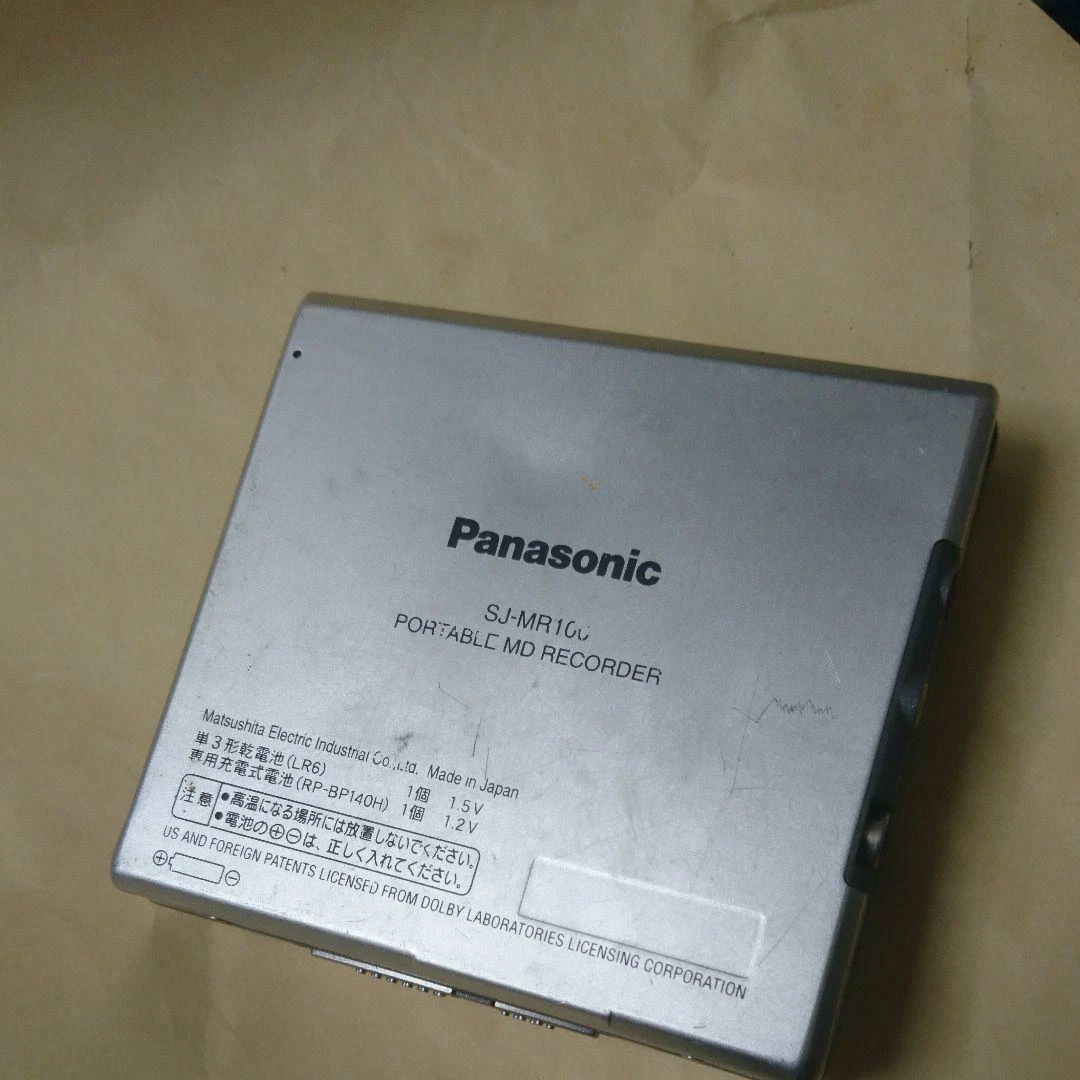 Panasonic
SJ-MR100
PORTABLE MD RECORDER
Matsushita Electric Industrial Co.,Ltd. Made in Japan
単3形乾電池(LR6) 1個 1.5V
専用充電式電池(RP-BP140H) 1個 1.2V
注意
●高温になる場所には放置しないでください。
●電池の⊕⊖は、正しく入れてください。
US AND FOREIGN PATENTS LICENSED FROM DOLBY LABORATORIES LICENSING CORPORATION
⊕ ⊖